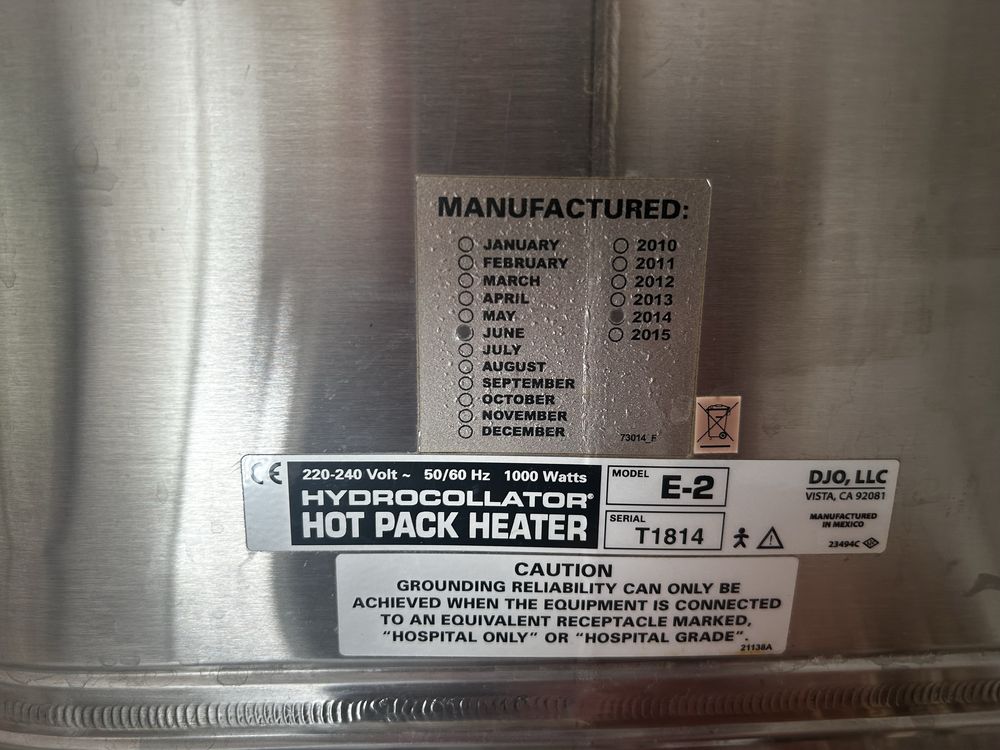 MANUFACTURED:
JANUARY 2010
FEBRUARY 2011
MARCH 2012
APRIL 2013
MAY 2014
JUNE 2015
JULY
AUGUST
SEPTEMBER
OCTOBER
NOVEMBER
DECEMBER
73014_F
CE 220-240 Volt ~ 50/60 Hz 1000 Watts
HYDROCOLLATOR®
HOT PACK HEATER
MODEL
E-2
SERIAL
T1814
DJO, LLC
VISTA, CA 92081
MANUFACTURED
IN MEXICO
23494C
CAUTION
GROUNDING RELIABILITY CAN ONLY BE
ACHIEVED WHEN THE EQUIPMENT IS CONNECTED
TO AN EQUIVALENT RECEPTACLE MARKED,
“HOSPITAL ONLY” OR “HOSPITAL GRADE”.
21138A